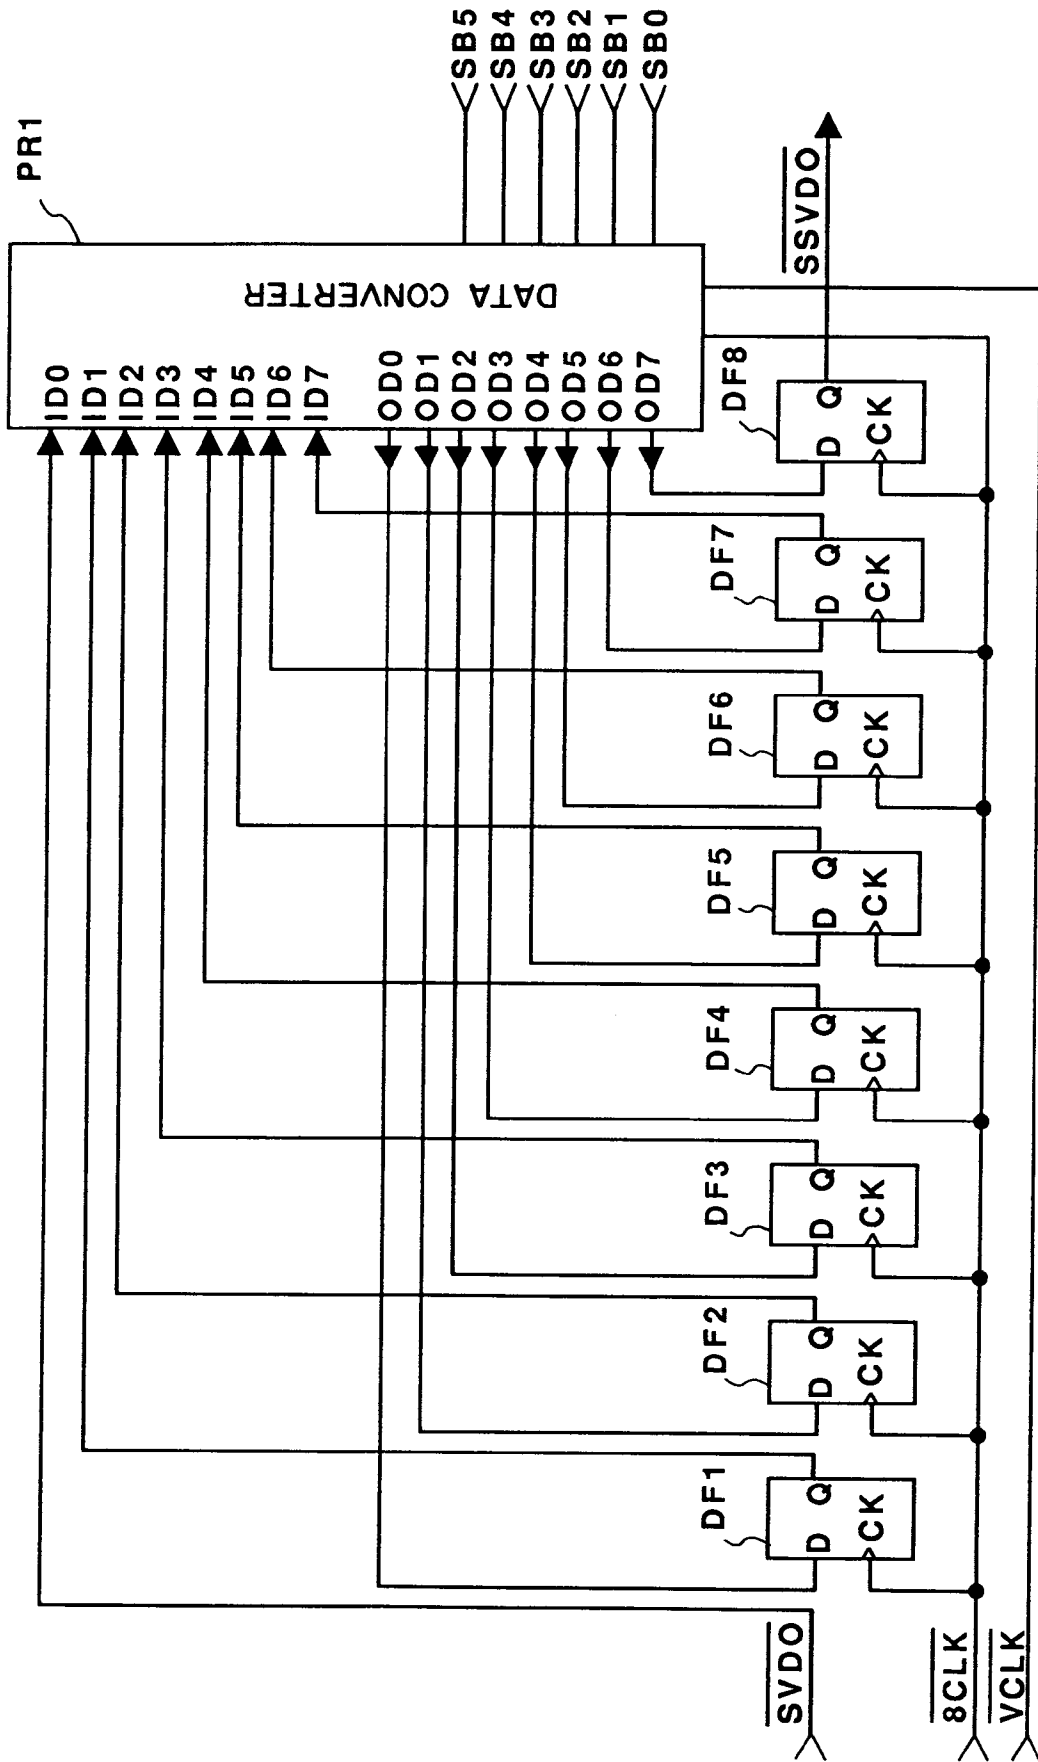 PR1
DATA CONVERTER
ID0
ID1
ID2
ID3
ID4
ID5
ID6
ID7
OD0
OD1
OD2
OD3
OD4
OD5
OD6
OD7
SB5
SB4
SB3
SB2
SB1
SB0
SSVDO
DF1
D Q
CK
DF2
D Q
CK
DF3
D Q
CK
DF4
D Q
CK
DF5
D Q
CK
DF6
D Q
CK
DF7
D Q
CK
DF8
D Q
CK
SVDO
8CLK
VCLK